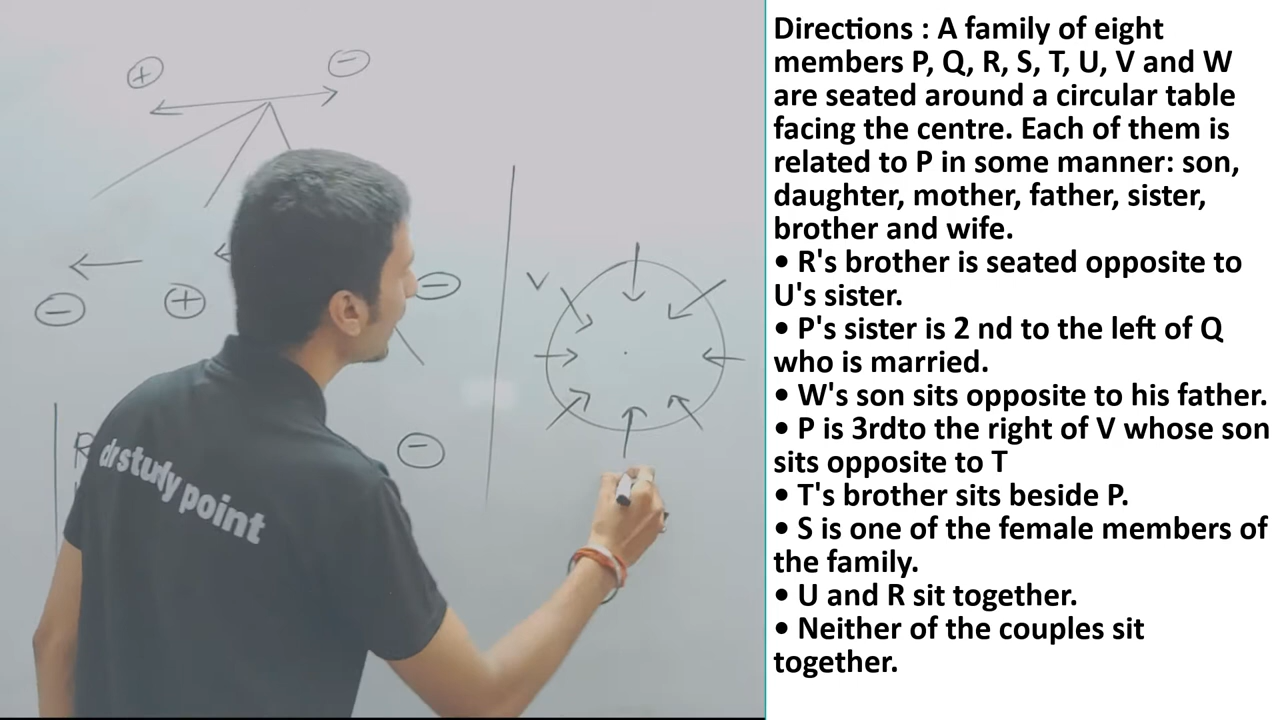 Directions : A family of eight
members P, Q, R, S, T, U, V and W
are seated around a circular table
facing the centre. Each of them is
related to P in some manner: son,
daughter, mother, father, sister,
brother and wife.
• R's brother is seated opposite to
U's sister.
• P's sister is 2 nd to the left of Q
who is married.
• W's son sits opposite to his father.
• P is 3rdto the right of V whose son
sits opposite to T
• T's brother sits beside P.
• S is one of the female members of
the family.
• U and R sit together.
• Neither of the couples sit
together.
+
-
-
+
-
-
V
R
dr study point